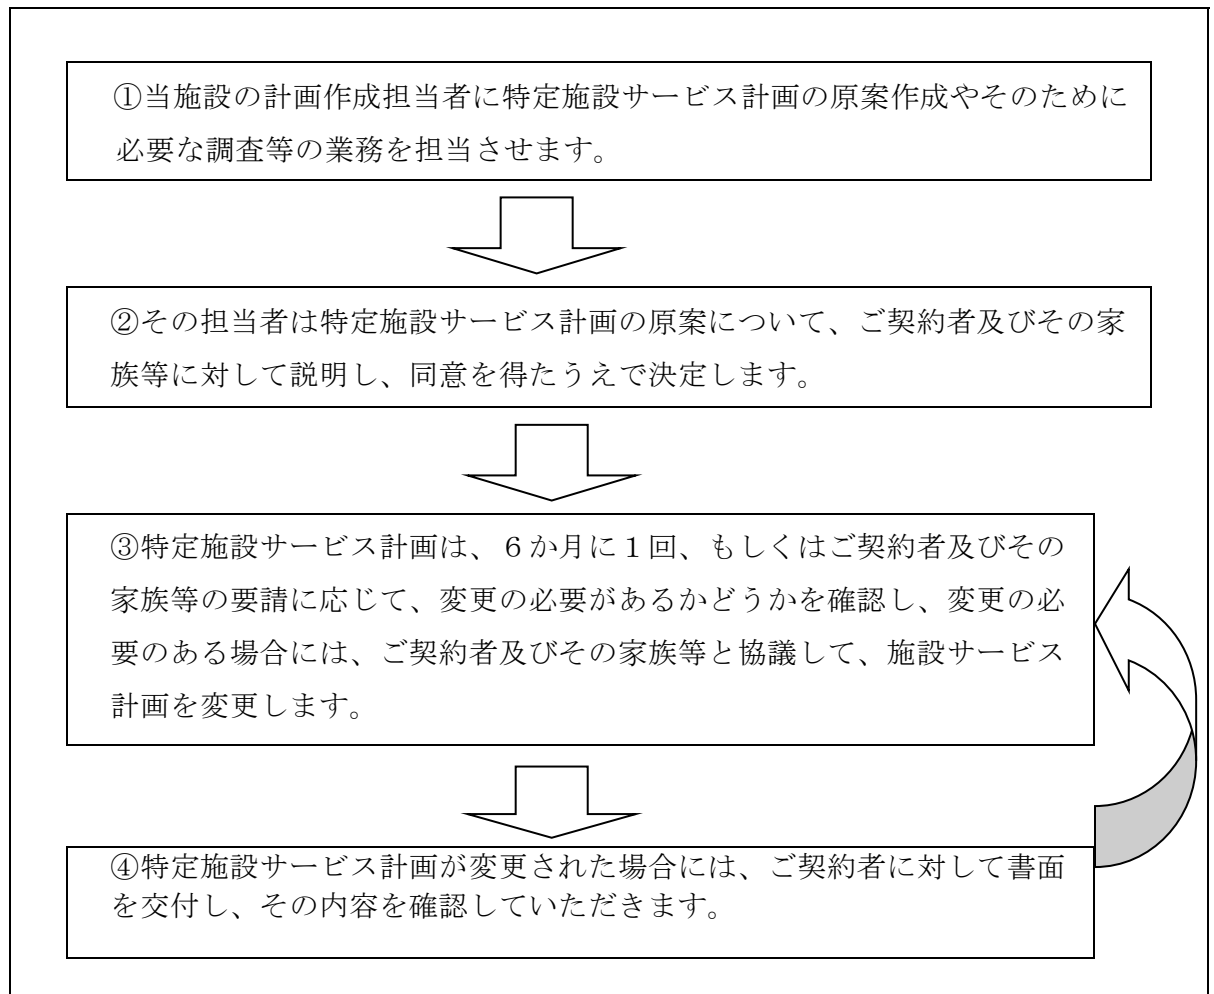 ①当施設の計画作成担当者に特定施設サービス計画の原案作成やそのために
必要な調査等の業務を担当させます。
②その担当者は特定施設サービス計画の原案について、ご契約者及びその家
族等に対して説明し、同意を得たうえで決定します。
③特定施設サービス計画は、６か月に１回、もしくはご契約者及びその
家族等の要請に応じて、変更の必要があるかどうかを確認し、変更の必
要のある場合には、ご契約者及びその家族等と協議して、施設サービス
計画を変更します。
④特定施設サービス計画が変更された場合には、ご契約者に対して書面
を交付し、その内容を確認していただきます。